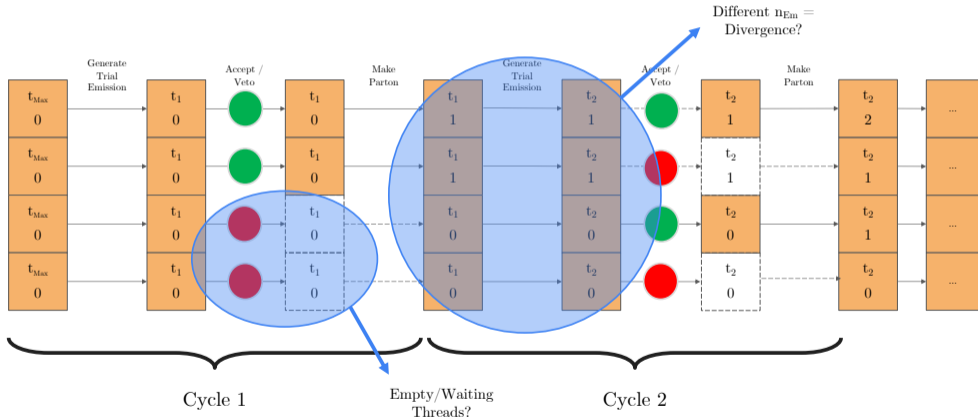 Different n_Em =
Divergence?
Generate
Trial
Emission
Accept /
Veto
Make
Parton
Generate
Trial
Emission
Accept /
Veto
Make
Parton
t_Max t_1 t_1 t_1 t_2 t_2 t_2
0 0 0 1 1 1 2 ...
t_Max t_1 t_1 t_1 t_2 t_2 t_2
0 0 0 1 1 1 1 ...
t_Max t_1 t_1 t_1 t_2 t_2 t_2
0 0 0 0 0 0 1 ...
t_Max t_1 t_1 t_1 t_2 t_2 t_2
0 0 0 0 0 0 0 ...
Cycle 1
Cycle 2
Empty/Waiting
Threads?